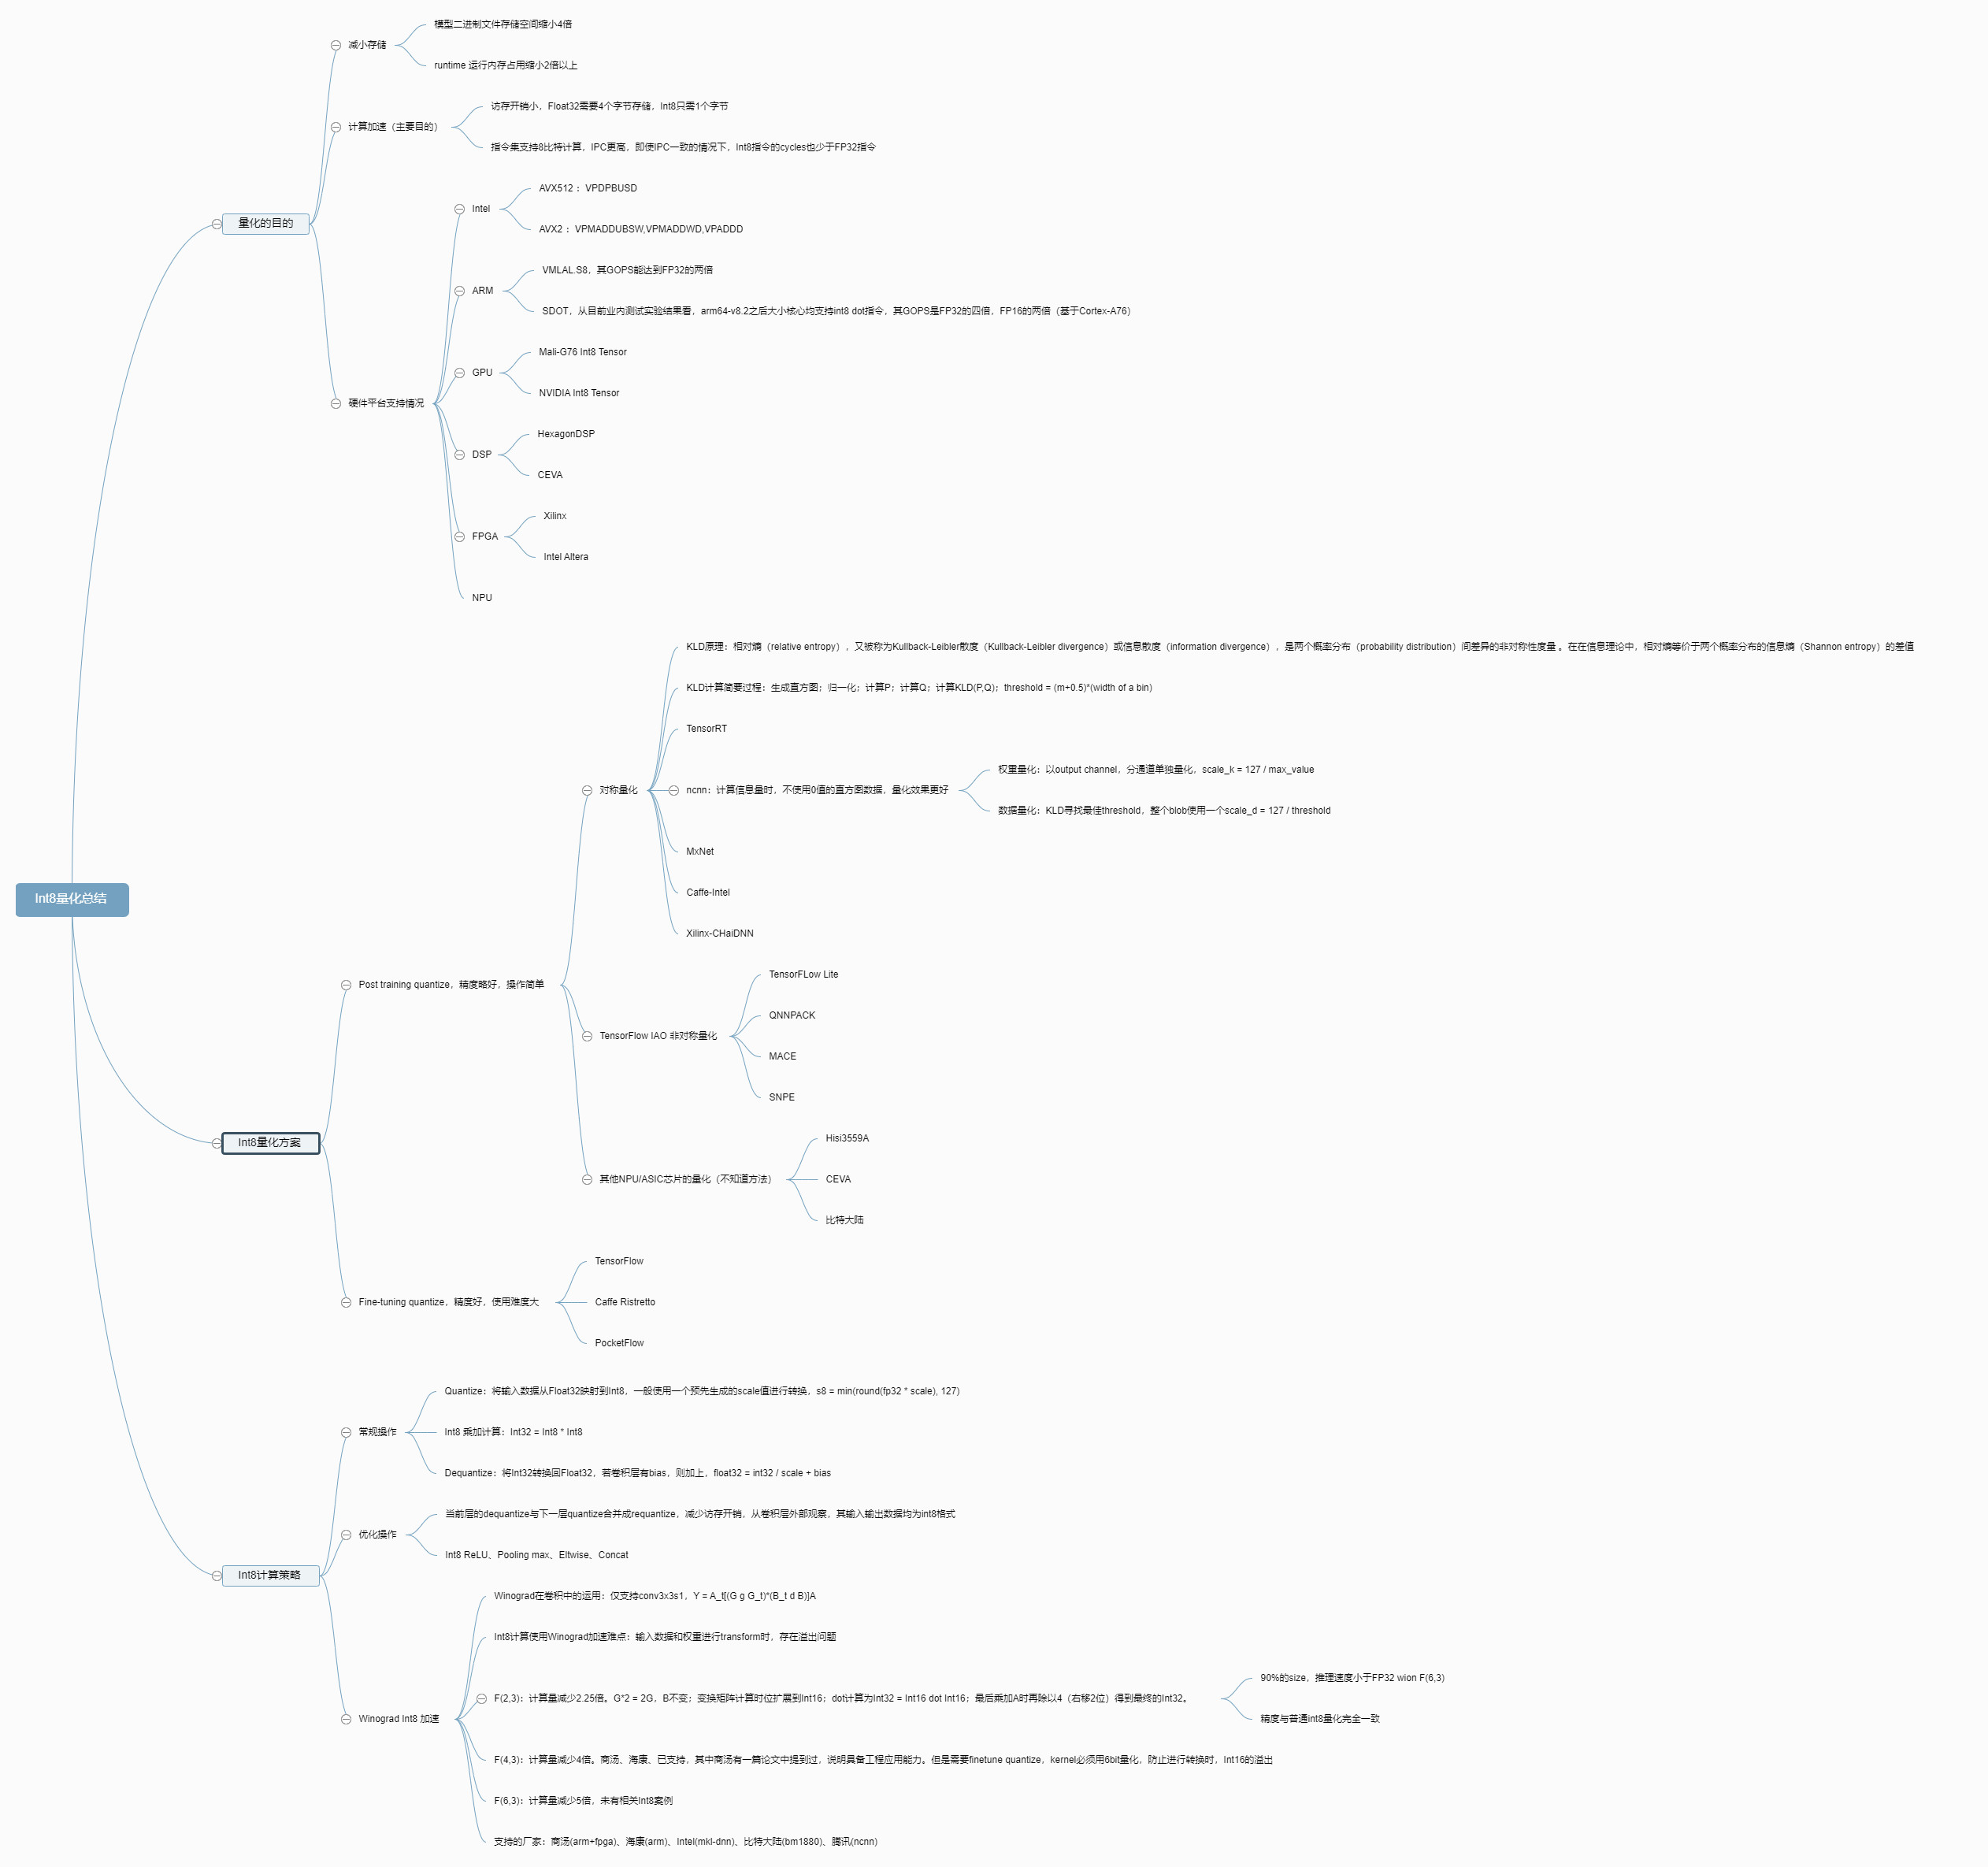 Int8量化总结
量化的目的
减小存储
模型二进制文件存储空间缩小4倍
runtime 运行内存占用缩小2倍以上
计算加速（主要目的）
访存开销小，Float32需要4个字节存储，Int8只需1个字节
指令集支持8比特计算，IPC更高，即使IPC一致的情况下，Int8指令的cycles也少于FP32指令
硬件平台支持情况
Intel
AVX512 ：VPDPBUSD
AVX2 ：VPMADDUBSW,VPMADDWD,VPADDD
ARM
VMLAL.S8，其GOPS能达到FP32的两倍
SDOT，从目前业内测试实验结果看，arm64-v8.2之后大小核心均支持int8 dot指令，其GOPS是FP32的四倍，FP16的两倍（基于Cortex-A76）
GPU
Mali-G76 Int8 Tensor
NVIDIA Int8 Tensor
DSP
HexagonDSP
CEVA
FPGA
Xilinx
Intel Altera
NPU
Int8量化方案
Post training quantize，精度略好，操作简单
对称量化
KLD原理：相对熵（relative entropy），又被称为Kullback-Leibler散度（Kullback-Leibler divergence）或信息散度（information divergence），是两个概率分布（probability distribution）间差异的非对称性度量 。在在信息理论中，相对熵等价于两个概率分布的信息熵（Shannon entropy）的差值
KLD计算简要过程：生成直方图；归一化；计算P；计算Q；计算KLD(P,Q)；threshold = (m+0.5)*(width of a bin)
TensorRT
ncnn：计算信息量时，不使用0值的直方图数据，量化效果更好
权重量化：以output channel，分通道单独量化，scale_k = 127 / max_value
数据量化：KLD寻找最佳threshold，整个blob使用一个scale_d = 127 / threshold
MxNet
Caffe-Intel
Xilinx-CHaiDNN
TensorFlow IAO 非对称量化
TensorFLow Lite
QNNPACK
MACE
SNPE
其他NPU/ASIC芯片的量化（不知道方法）
Hisi3559A
CEVA
比特大陆
Fine-tuning quantize，精度好，使用难度大
TensorFlow
Caffe Ristretto
PocketFlow
Int8计算策略
常规操作
Quantize：将输入数据从Float32映射到Int8，一般使用一个预先生成的scale值进行转换，s8 = min(round(fp32 * scale), 127)
Int8 乘加计算：Int32 = Int8 * Int8
Dequantize：将Int32转换回Float32，若卷积层有bias，则加上，float32 = int32 / scale + bias
优化操作
当前层的dequantize与下一层quantize合并成requantize，减少访存开销，从卷积层外部观察，其输入输出数据均为int8格式
Int8 ReLU、Pooling max、Eltwise、Concat
Winograd Int8 加速
Winograd在卷积中的运用：仅支持conv3x3s1，Y = A_t[(G g G_t)*(B_t d B)]A
Int8计算使用Winograd加速难点：输入数据和权重进行transform时，存在溢出问题
F(2,3)：计算量减少2.25倍。G*2 = 2G，B不变；变换矩阵计算时位扩展到Int16；dot计算为Int32 = Int16 dot Int16；最后乘加A时再除以4（右移2位）得到最终的Int32。
90%的size，推理速度小于FP32 wion F(6,3)
精度与普通int8量化完全一致
F(4,3)：计算量减少4倍。商汤、海康、已支持，其中商汤有一篇论文中提到过，说明具备工程应用能力。但是需要finetune quantize，kernel必须用6bit量化，防止进行转换时，Int16的溢出
F(6,3)：计算量减少5倍，未有相关Int8案例
支持的厂家：商汤(arm+fpga)、海康(arm)、Intel(mkl-dnn)、比特大陆(bm1880)、腾讯(ncnn)